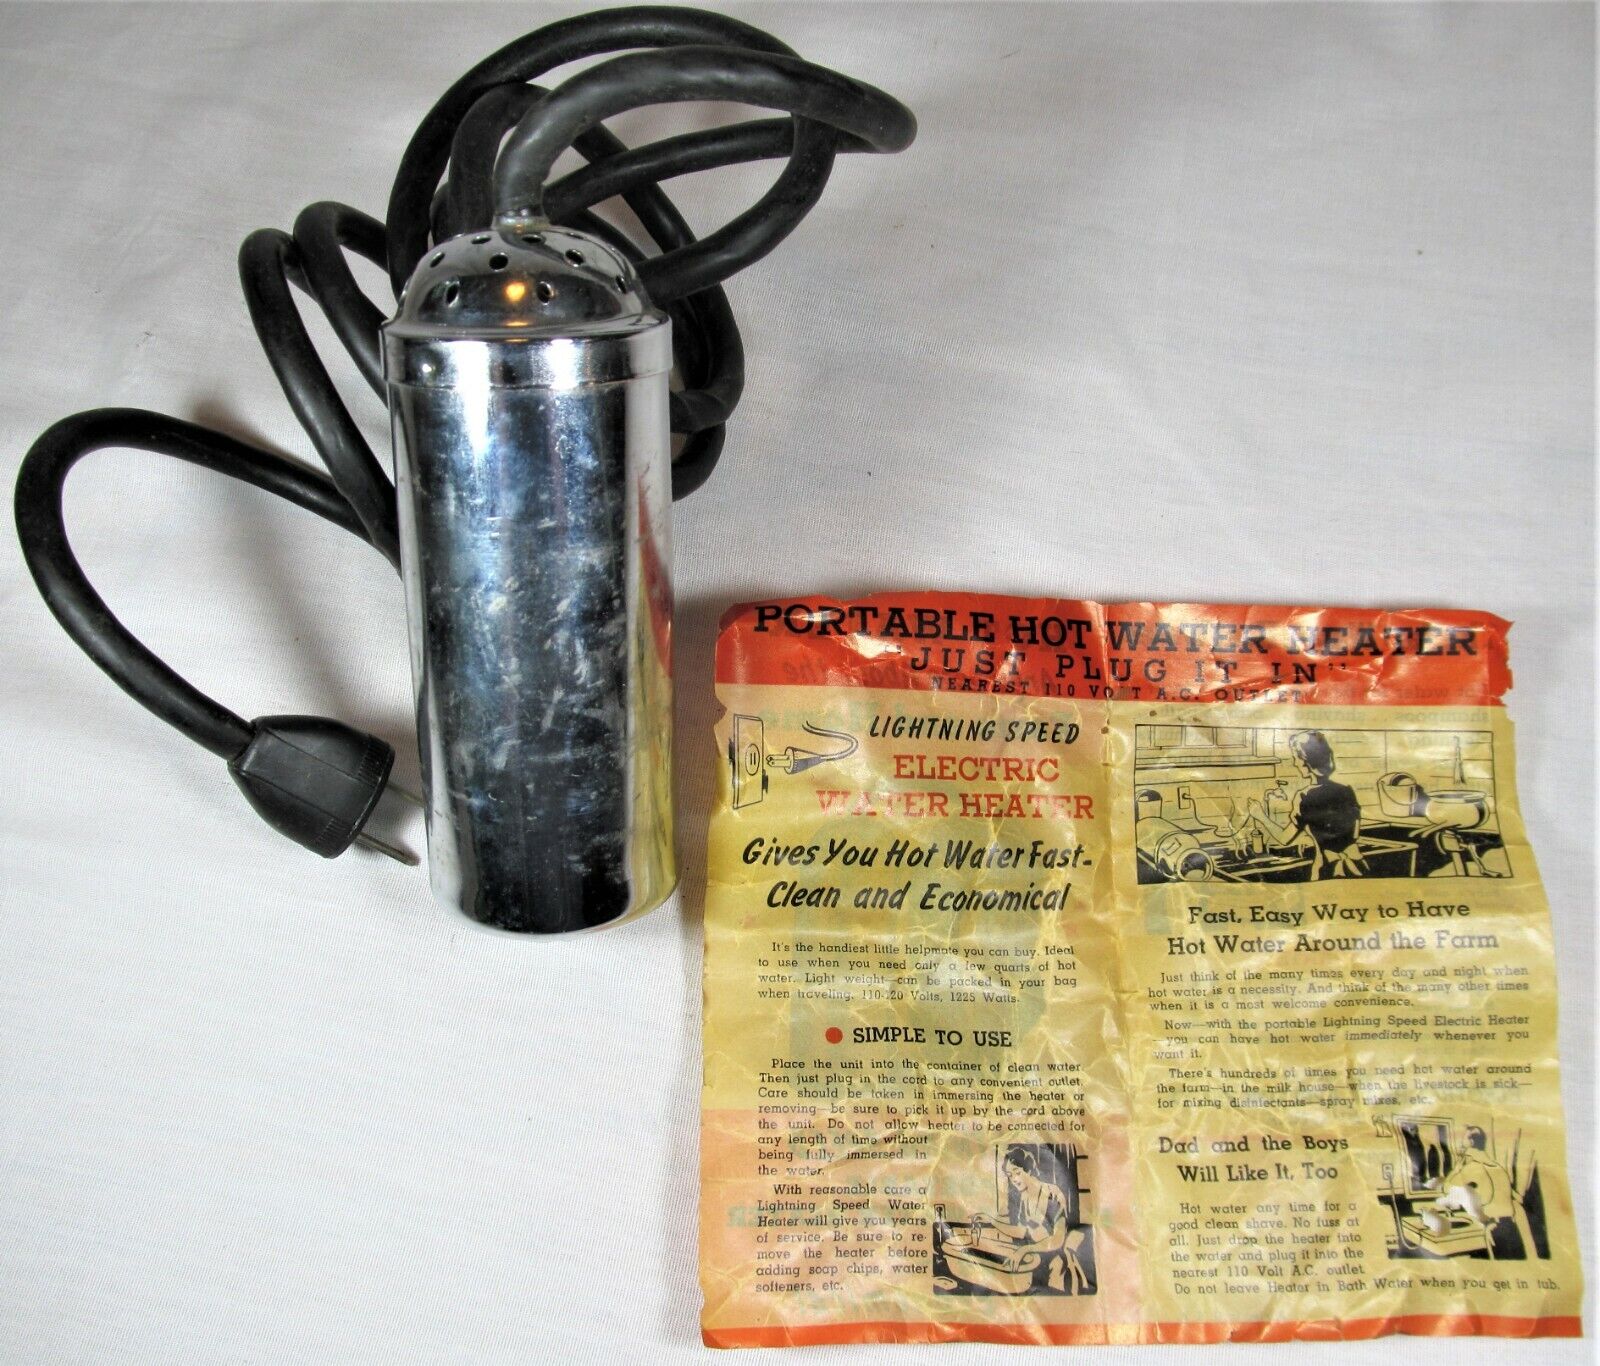 PORTABLE HOT WATER HEATER
"JUST PLUG IT IN"
NEAREST 110 VOLT A.C. OUTLET
LIGHTNING SPEED
ELECTRIC
WATER HEATER
Gives You Hot Water Fast-
Clean and Economical
It's the handiest little helpmate you can buy. Ideal
to use when you need only a few quarts of hot
water. Light weight—can be packed in your bag
when traveling. 110-120 Volts, 1225 Watts.
SIMPLE TO USE
Place the unit into the container of clean water.
Then just plug in the cord to any convenient outlet.
Care should be taken in immersing the heater or
removing—be sure to pick it up by the cord above
the unit. Do not allow heater to be connected for
any length of time without
being fully immersed in
the water.
With reasonable care a
Lightning Speed Water
Heater will give you years
of service. Be sure to re-
move the heater before
adding soap chips, water
softeners, etc.
Fast, Easy Way to Have
Hot Water Around the Farm
Just think of the many times every day and night when
hot water is a necessity. And think of the many other times
when it is a most welcome convenience.
Now—with the portable Lightning Speed Electric Heater
—you can have hot water immediately whenever you
want it.
There's hundreds of times you need hot water around
the farm—in the milk house—when the livestock is sick—
for mixing disinfectants—spray mixes, etc.
Dad and the Boys
Will Like It, Too
Hot water any time for a
good clean shave. No fuss at
all. Just drop the heater into
the water and plug it into the
nearest 110 Volt A.C. outlet
Do not leave Heater in Bath Water when you get in tub.